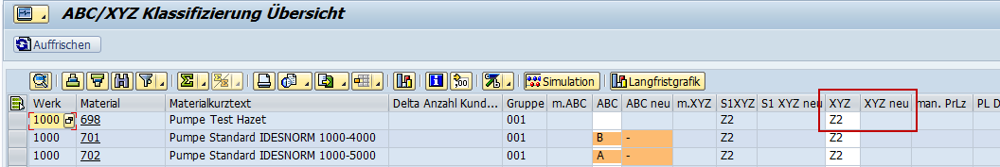 ABC/XYZ Klassifizierung Übersicht
Auffrischen
Simulation Langfristgrafik
Werk Material Materialkurztext Delta Anzahl Kund... Gruppe m.ABC ABC ABC neu m.XYZ S1XYZ S1 XYZ neu XYZ XYZ neu man. PrLz PL D
1000 698 Pumpe Test Hazet 001 Z2 Z2
1000 701 Pumpe Standard IDESNORM 1000-4000 001 B - Z2 Z2
1000 702 Pumpe Standard IDESNORM 1000-5000 001 A - Z2 Z2